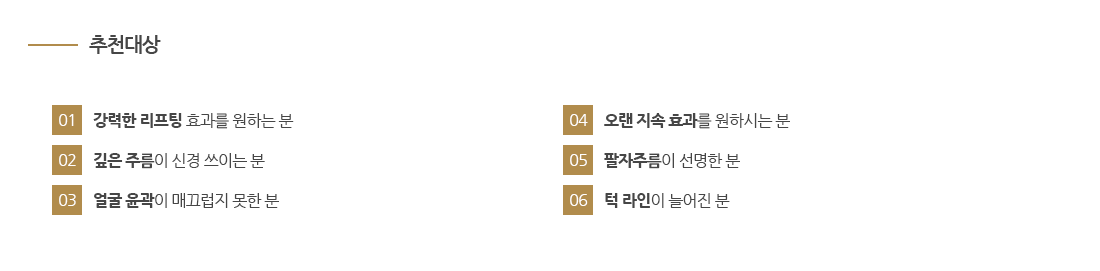 추천대상
01 강력한 리프팅 효과를 원하는 분
02 깊은 주름이 신경 쓰이는 분
03 얼굴 윤곽이 매끄럽지 못한 분
04 오랜 지속 효과를 원하시는 분
05 팔자주름이 선명한 분
06 턱 라인이 늘어진 분